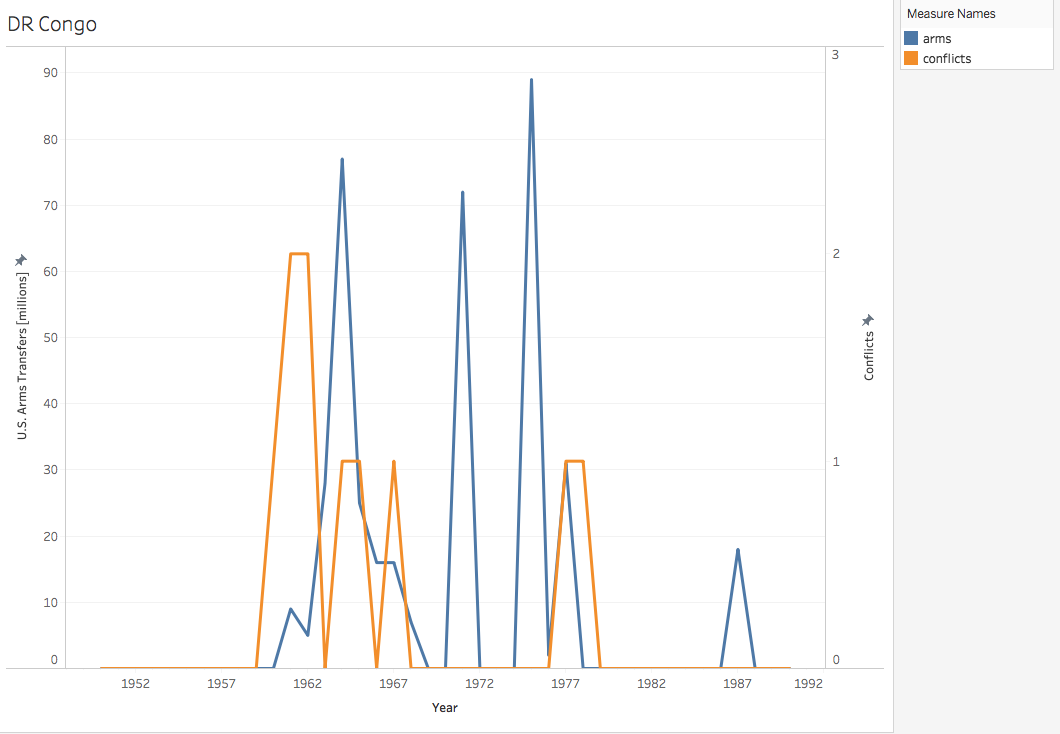 DR Congo
Measure Names
arms
conflicts
90
80
70
60
50
40
30
20
10
0
U.S. Arms Transfers [millions]
3
2
1
0
Conflicts
1952 1957 1962 1967 1972 1977 1982 1987 1992
Year